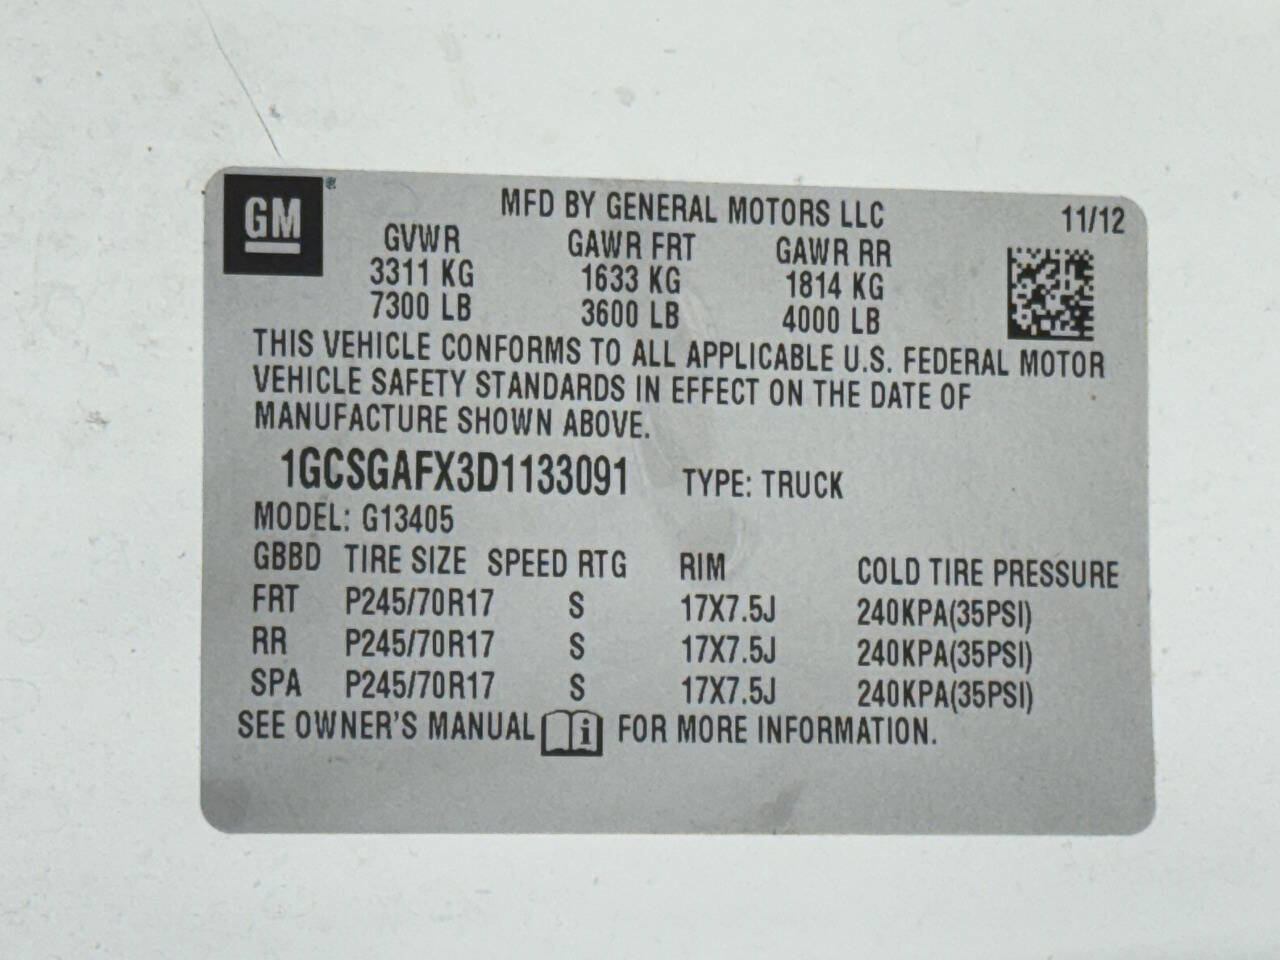 GM
MFD BY GENERAL MOTORS LLC 11/12
GVWR GAWR FRT GAWR RR
3311 KG 1633 KG 1814 KG
7300 LB 3600 LB 4000 LB
THIS VEHICLE CONFORMS TO ALL APPLICABLE U.S. FEDERAL MOTOR
VEHICLE SAFETY STANDARDS IN EFFECT ON THE DATE OF
MANUFACTURE SHOWN ABOVE.
1GCSGAFX3D1133091 TYPE: TRUCK
MODEL: G13405
GBBD TIRE SIZE SPEED RTG RIM COLD TIRE PRESSURE
FRT P245/70R17 S 17X7.5J 240KPA(35PSI)
RR P245/70R17 S 17X7.5J 240KPA(35PSI)
SPA P245/70R17 S 17X7.5J 240KPA(35PSI)
SEE OWNER'S MANUAL i FOR MORE INFORMATION.